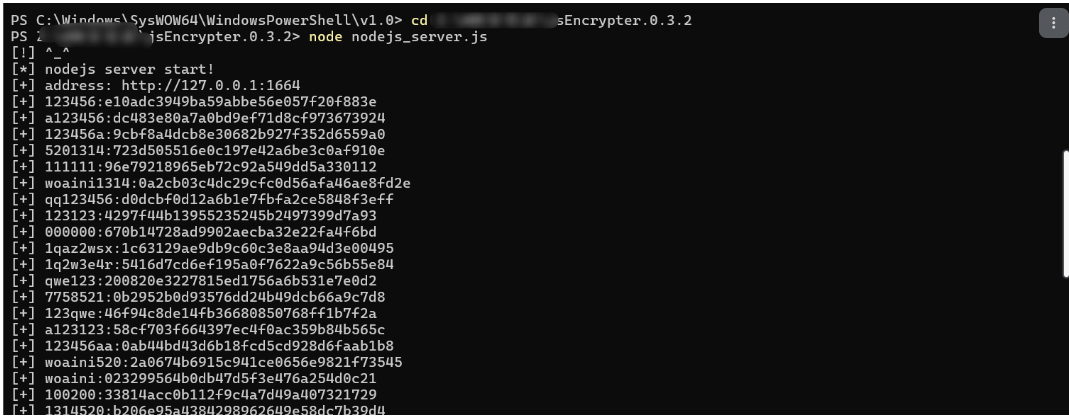 PS C:\Windows\SysWOW64\WindowsPowerShell\v1.0> cd jsEncrypter.0.3.2
PS Z \jsEncrypter.0.3.2> node nodejs_server.js
[!] ^_^
[*] nodejs server start!
[+] address: http://127.0.0.1:1664
[+] 123456:e10adc3949ba59abbe56e057f20f883e
[+] a123456:dc483e80a7a0bd9ef71d8cf973673924
[+] 123456a:9cbf8a4dcb8e30682b927f352d6559a0
[+] 5201314:723d505516e0c197e42a6be3c0af910e
[+] 111111:96e79218965eb72c92a549dd5a330112
[+] woaini1314:0a2cb03c4dc29cfc0d56afa46ae8fd2e
[+] qq123456:d0dcbf0d12a6b1e7fbfa2ce5848f3eff
[+] 123123:4297f44b13955235245b2497399d7a93
[+] 000000:670b14728ad9902aecba32e22fa4f6bd
[+] 1qaz2wsx:1c63129ae9db9c60c3e8aa94d3e00495
[+] 1q2w3e4r:5416d7cd6ef195a0f7622a9c56b55e84
[+] qwe123:200820e3227815ed1756a6b531e7e0d2
[+] 7758521:0b2952b0d93576dd24b49dcb66a9c7d8
[+] 123qwe:46f94c8de14fb36680850768ff1b7f2a
[+] a123123:58cf703f664397ec4f0ac359b84b565c
[+] 123456aa:0ab44bd43d6b18fcd5cd928d6faab1b8
[+] woaini520:2a0674b6915c941ce0656e9821f73545
[+] woaini:023299564b0db47d5f3e476a254d0c21
[+] 100200:33814acc0b112f9c4a7d49a407321729
[+] 1314520:b206e95a4384298962649e58dc7b39d4